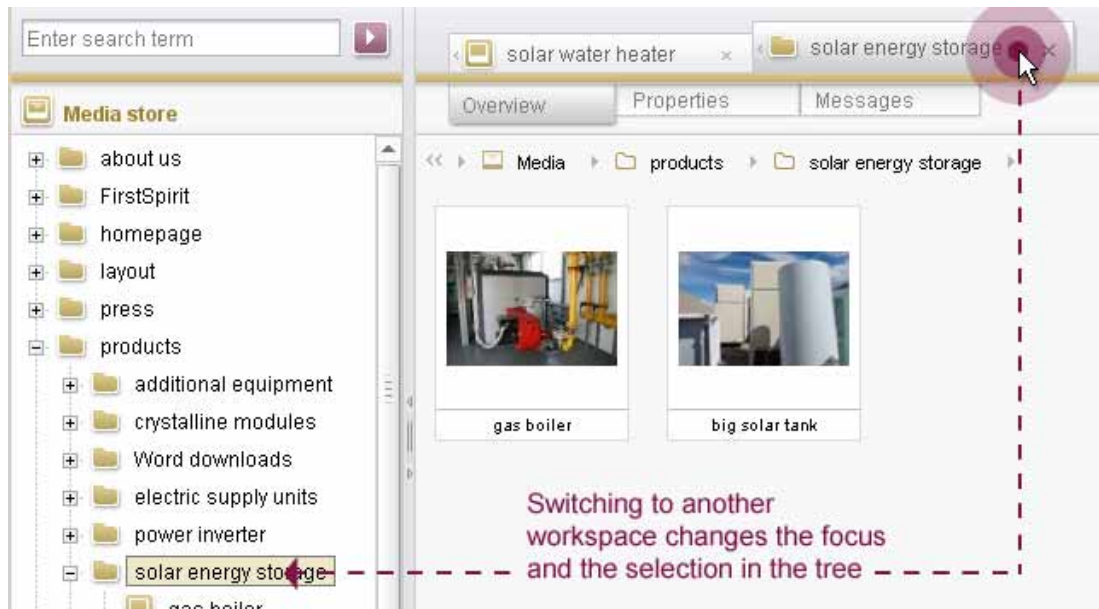 Enter search term
solar water heater
solar energy storage
Media store
Overview
Properties
Messages
about us
FirstSpirit
homepage
layout
press
products
additional equipment
crystalline modules
Word downloads
electric supply units
power inverter
solar energy storage
gas boiler
Media
products
solar energy storage
gas boiler
big solar tank
Switching to another
workspace changes the focus
and the selection in the tree